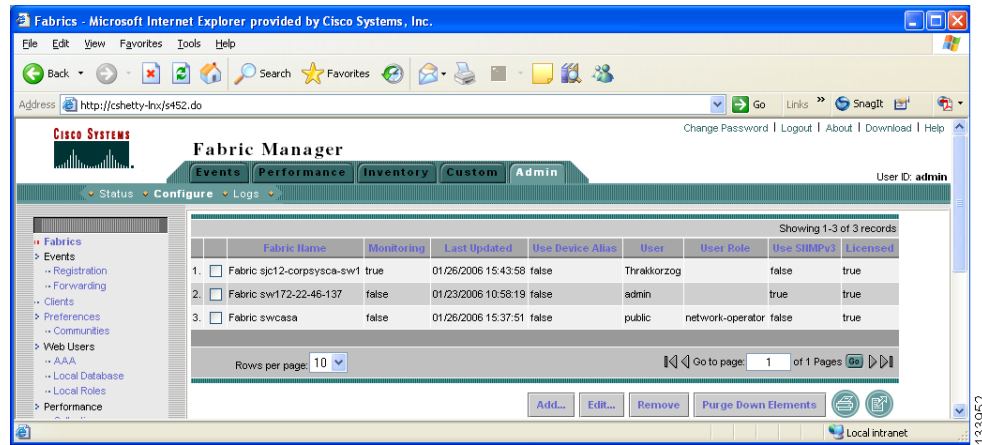 Fabrics - Microsoft Internet Explorer provided by Cisco Systems, Inc.
File Edit View Favorites Tools Help
Back Search Favorites
Address http://cshetty-lnx/s452.do Go Links » SnagIt
Change Password | Logout | About | Download | Help
CISCO SYSTEMS
Fabric Manager
Events Performance Inventory Custom Admin
User ID: admin
Status Configure Logs
Showing 1-3 of 3 records
Fabric Name Monitoring Last Updated Use Device Alias User User Role Use SNMPv3 Licensed
1. Fabric sjc12-corpsysca-sw1 true 01/26/2006 15:43:58 false Thrakkorzog false true
2. Fabric sw172-22-46-137 false 01/23/2006 10:58:19 false admin true true
3. Fabric swcasa false 01/26/2006 15:37:51 false public network-operator false true
Rows per page: 10
Go to page: 1 of 1 Pages Go
Add... Edit... Remove Purge Down Elements
Fabrics
Events
Registration
Forwarding
Clients
Preferences
Communities
Web Users
AAA
Local Database
Local Roles
Performance
Local intranet
133952